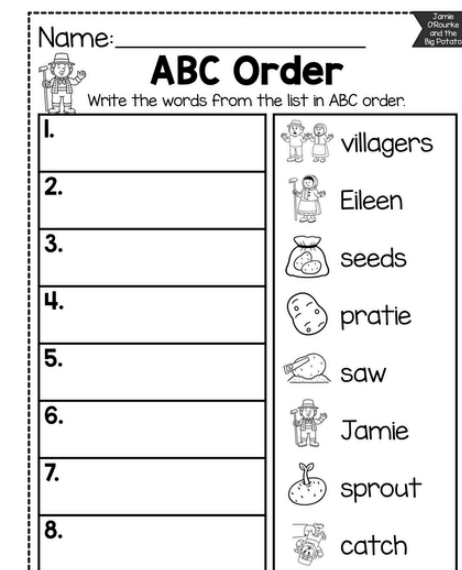 Name:
Jamie
O'Rourke
and the
Big Potato
ABC Order
Write the words from the list in ABC order.
1.
2.
3.
4.
5.
6.
7.
8.
villagers
Eileen
seeds
pratie
saw
Jamie
sprout
catch